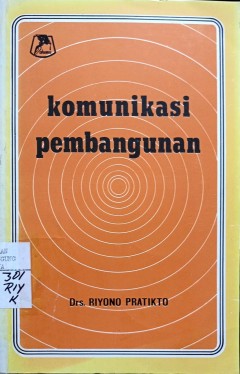 komunikasi
pembangunan
Drs. RIYONO PRATIKTO
301
RIY
K